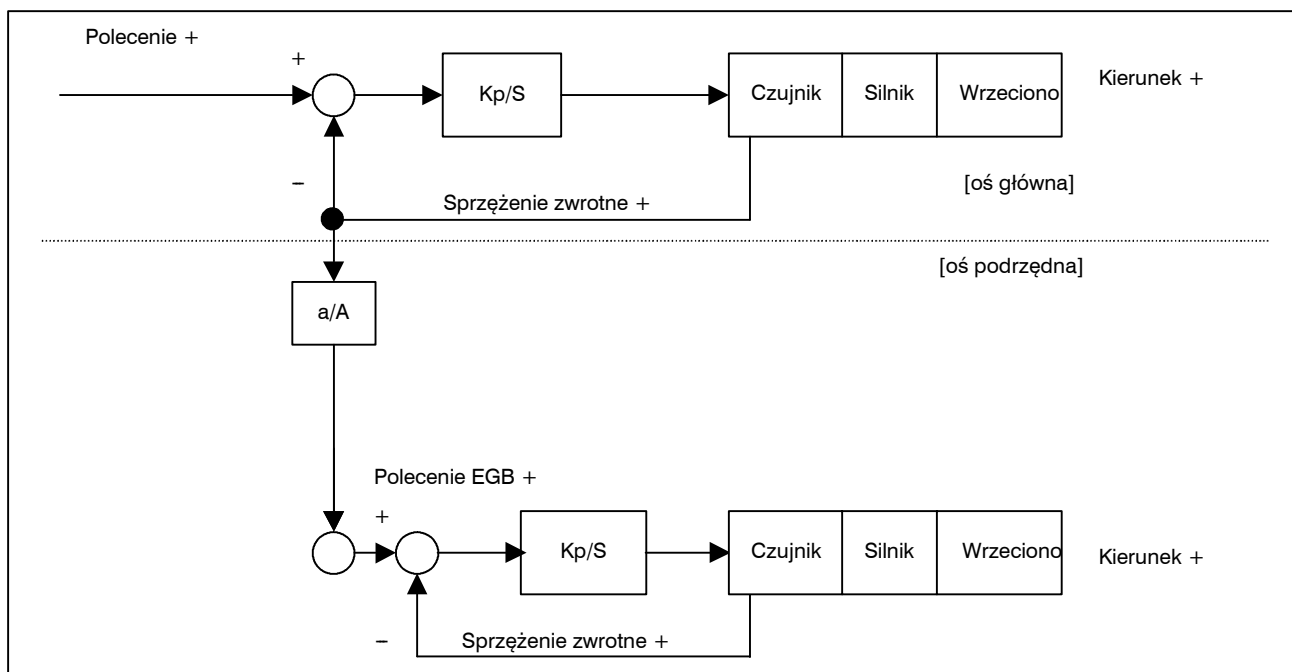 Polecenie +
+
Kp/S
Czujnik Silnik Wrzeciono
Kierunek +
−
Sprzężenie zwrotne +
[oś główna]
[oś podrzędna]
a/A
Polecenie EGB +
+
Kp/S
Czujnik Silnik Wrzeciono
Kierunek +
−
Sprzężenie zwrotne +